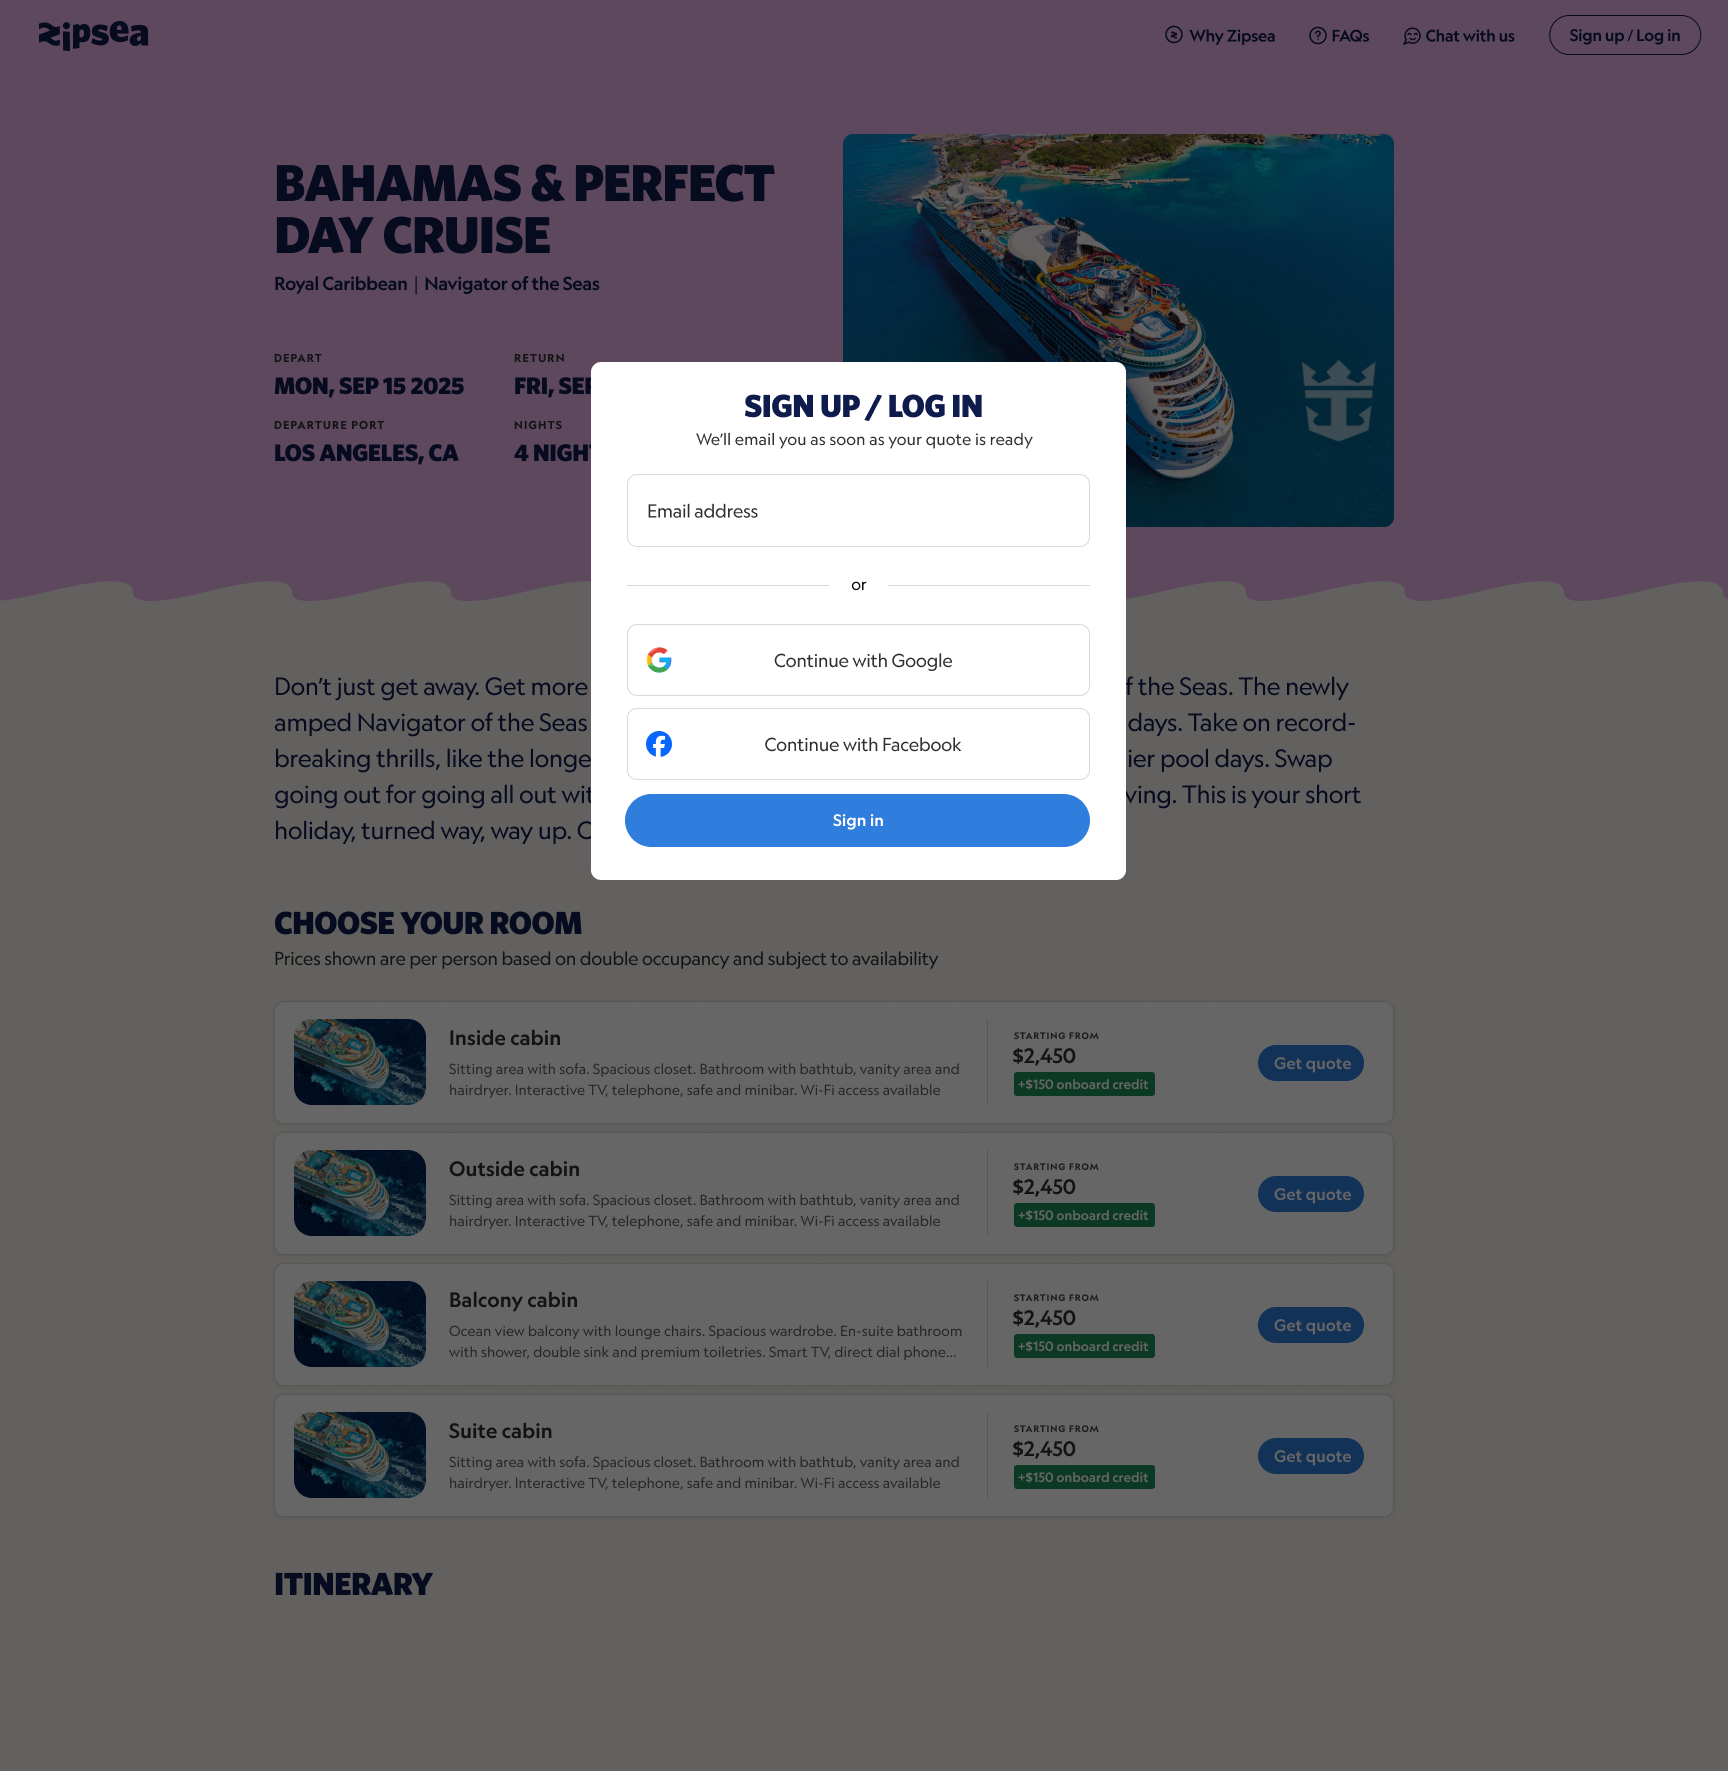 zipsea
Why Zipsea
FAQs
Chat with us
Sign up / Log in
BAHAMAS & PERFECT
DAY CRUISE
Royal Caribbean | Navigator of the Seas
DEPART
RETURN
MON, SEP 15 2025
FRI, SEP
DEPARTURE PORT
NIGHTS
LOS ANGELES, CA
4 NIGHT
SIGN UP / LOG IN
We'll email you as soon as your quote is ready
Email address
or
Continue with Google
Continue with Facebook
Sign in
Don't just get away. Get more
f the Seas. The newly
amped Navigator of the Seas
days. Take on record-
breaking thrills, like the longe
ier pool days. Swap
going out for going all out wit
ving. This is your short
holiday, turned way, way up. C
CHOOSE YOUR ROOM
Prices shown are per person based on double occupancy and subject to availability
Inside cabin
Sitting area with sofa. Spacious closet. Bathroom with bathtub, vanity area and
hairdryer. Interactive TV, telephone, safe and minibar. Wi-Fi access available
STARTING FROM
$2,450
+$150 onboard credit
Get quote
Outside cabin
Sitting area with sofa. Spacious closet. Bathroom with bathtub, vanity area and
hairdryer. Interactive TV, telephone, safe and minibar. Wi-Fi access available
STARTING FROM
$2,450
+$150 onboard credit
Get quote
Balcony cabin
Ocean view balcony with lounge chairs. Spacious wardrobe. En-suite bathroom
with shower, double sink and premium toiletries. Smart TV, direct dial phone...
STARTING FROM
$2,450
+$150 onboard credit
Get quote
Suite cabin
Sitting area with sofa. Spacious closet. Bathroom with bathtub, vanity area and
hairdryer. Interactive TV, telephone, safe and minibar. Wi-Fi access available
STARTING FROM
$2,450
+$150 onboard credit
Get quote
ITINERARY